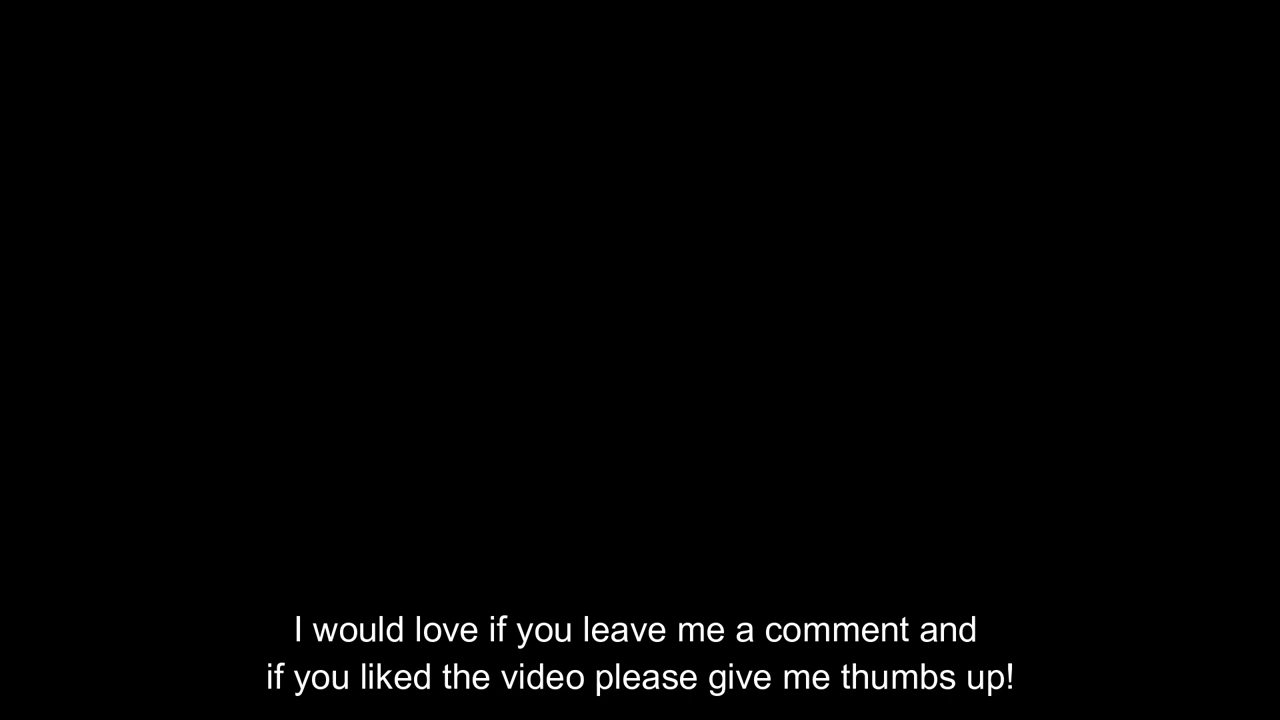 I would love if you leave me a comment and
if you liked the video please give me thumbs up!